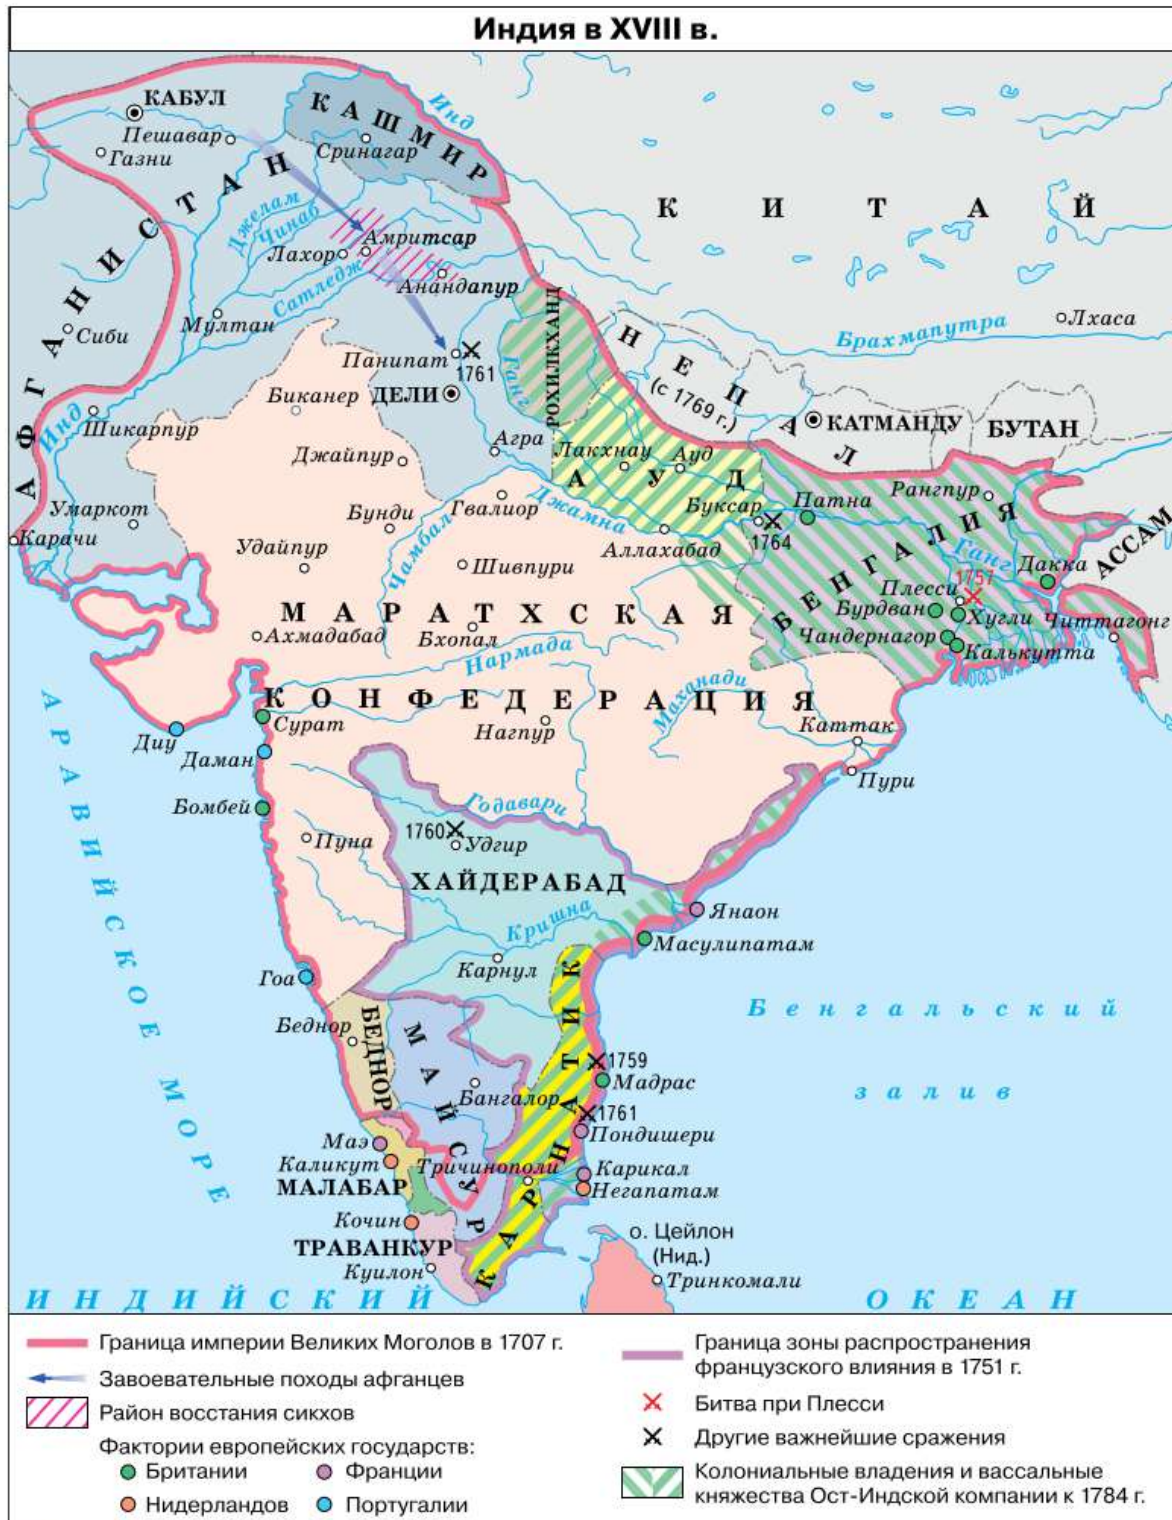 Индия в XVIII в.
КАБУЛ
Пешавар
Газни
КАШМИР
Сринагар
Инд
АФГАНИСТАН
КИТАЙ
Джелам
Чинаб
Амритсар
Лахор
Анандапур
Сатледж
Мултан
Сиби
РОХИЛКХАНД
Брахмапутра
Лхаса
НЕПАЛ
(с 1769 г.)
Панипат
1761
ДЕЛИ
Ганг
Биканер
КАТМАНДУ
БУТАН
Инд
Шикарпур
Джайпур
Агра
Лакхнау
Ауд
АУД
Умаркот
Карачи
Бунди
Гвалиор
Джамна
Буксар
1764
Патна
Рангпур
АССАМ
Чамбал
Удайпур
Шивпури
Аллахабад
БЕНГАЛИЯ
Ганг
Дакка
Плесси
1757
Бурдван
Хугли
Чандернагор
Калькутта
Читтагонг
МАРАТХСКАЯ
Ахмадабад
Бхопал
Нармада
КОНФЕДЕРАЦИЯ
Маханади
Сурат
Нагпур
Каттак
Диу
Даман
Пури
Бомбей
Годавари
1760
Удгир
Пуна
ХАЙДЕРАБАД
Янаон
Кришна
Масулипатам
Карнул
Гоа
АРАВИЙСКОЕ МОРЕ
Бенгальский
залив
Беднор
БЕДНОР
МАЙСУР
КАРНАТИК
1759
Мадрас
Бангалор
1761
Пондишери
Маэ
Каликут
Тричинополи
Карикал
Негапатам
МАЛАБАР
Кочин
о. Цейлон
(Нид.)
ТРАВАНКУР
Куилон
Тринкомали
ИНДИЙСКИЙ
ОКЕАН
Граница империи Великих Моголов в 1707 г.
Завоевательные походы афганцев
Район восстания сикхов
Фактории европейских государств:
Британии
Франции
Нидерландов
Португалии
Граница зоны распространения
французского влияния в 1751 г.
Битва при Плесси
Другие важнейшие сражения
Колониальные владения и вассальные
княжества Ост-Индской компании к 1784 г.